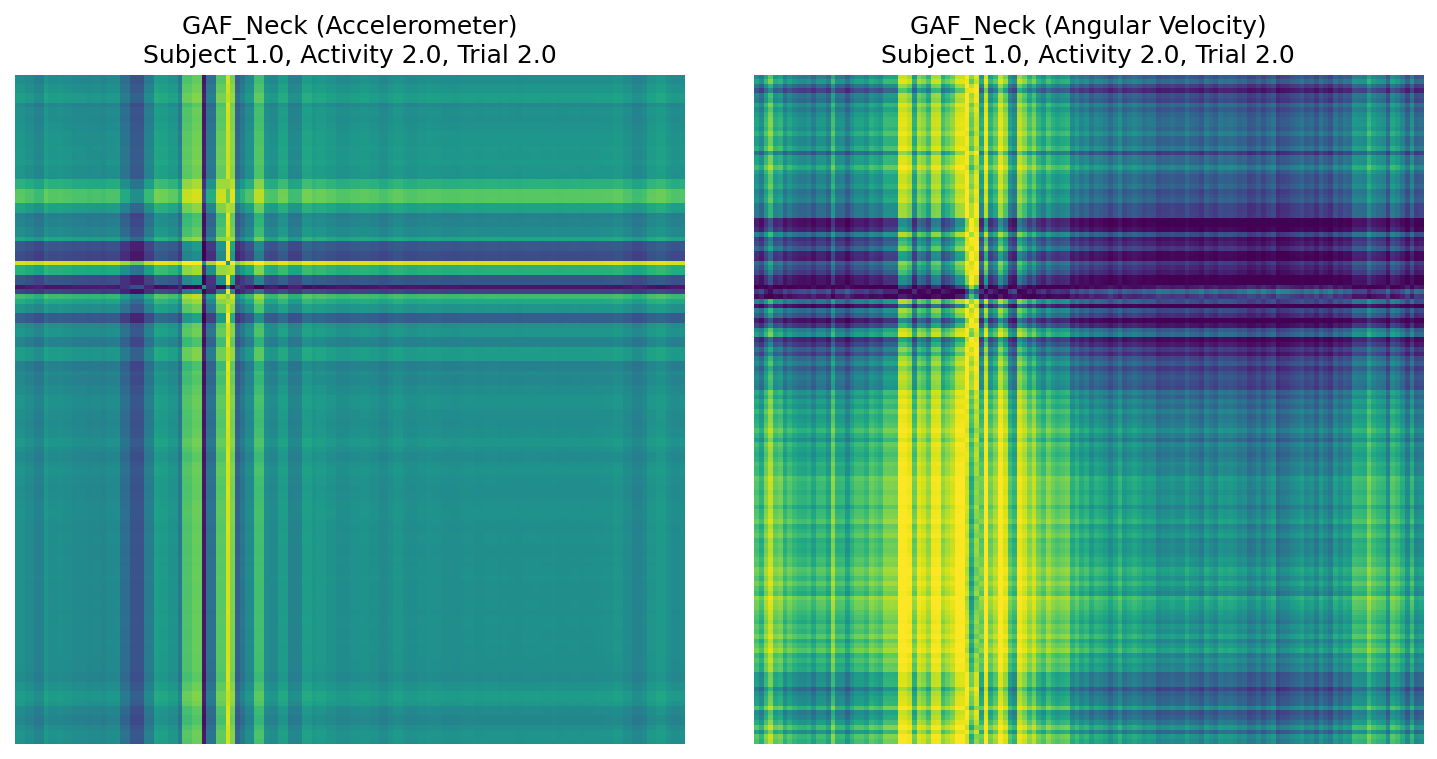 GAF_Neck (Accelerometer)
Subject 1.0, Activity 2.0, Trial 2.0
GAF_Neck (Angular Velocity)
Subject 1.0, Activity 2.0, Trial 2.0